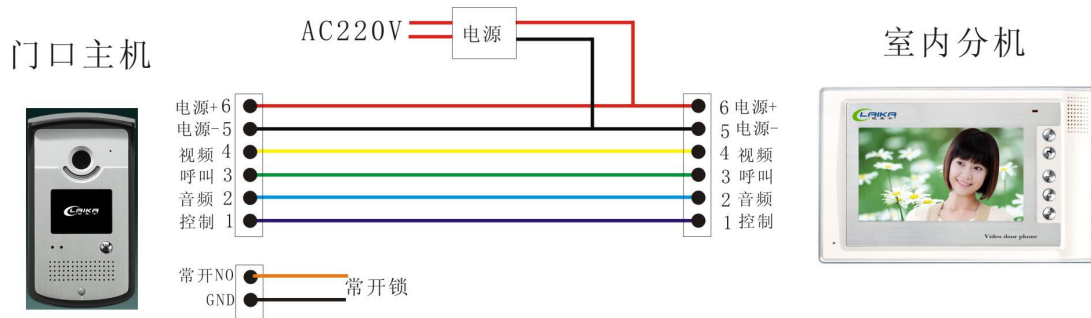 AC220V
电源
门口主机
室内分机
电源+ 6
电源- 5
视频 4
呼叫 3
音频 2
控制 1
6 电源+
5 电源-
4 视频
3 呼叫
2 音频
1 控制
LAIKA
LAIKA
Video door phone
常开NO
GND
常开锁